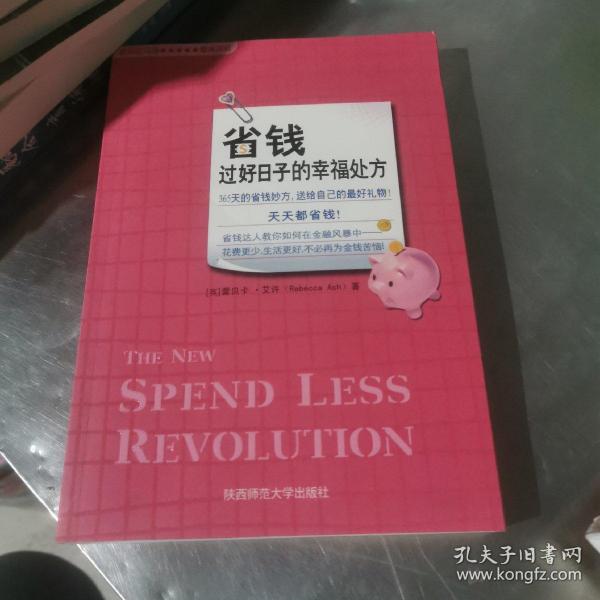 省钱
过好日子的幸福处方
365天的省钱妙方,送给自己的最好礼物!
天天都省钱!
省钱达人教你如何在金融风暴中——
花费更少,生活更好,不必再为金钱苦恼!
[英]蕾贝卡·艾许(Rebecca Ash)著
THE NEW
SPEND LESS
REVOLUTION
陕西师范大学出版社
孔夫子旧书网
www.kongfz.com